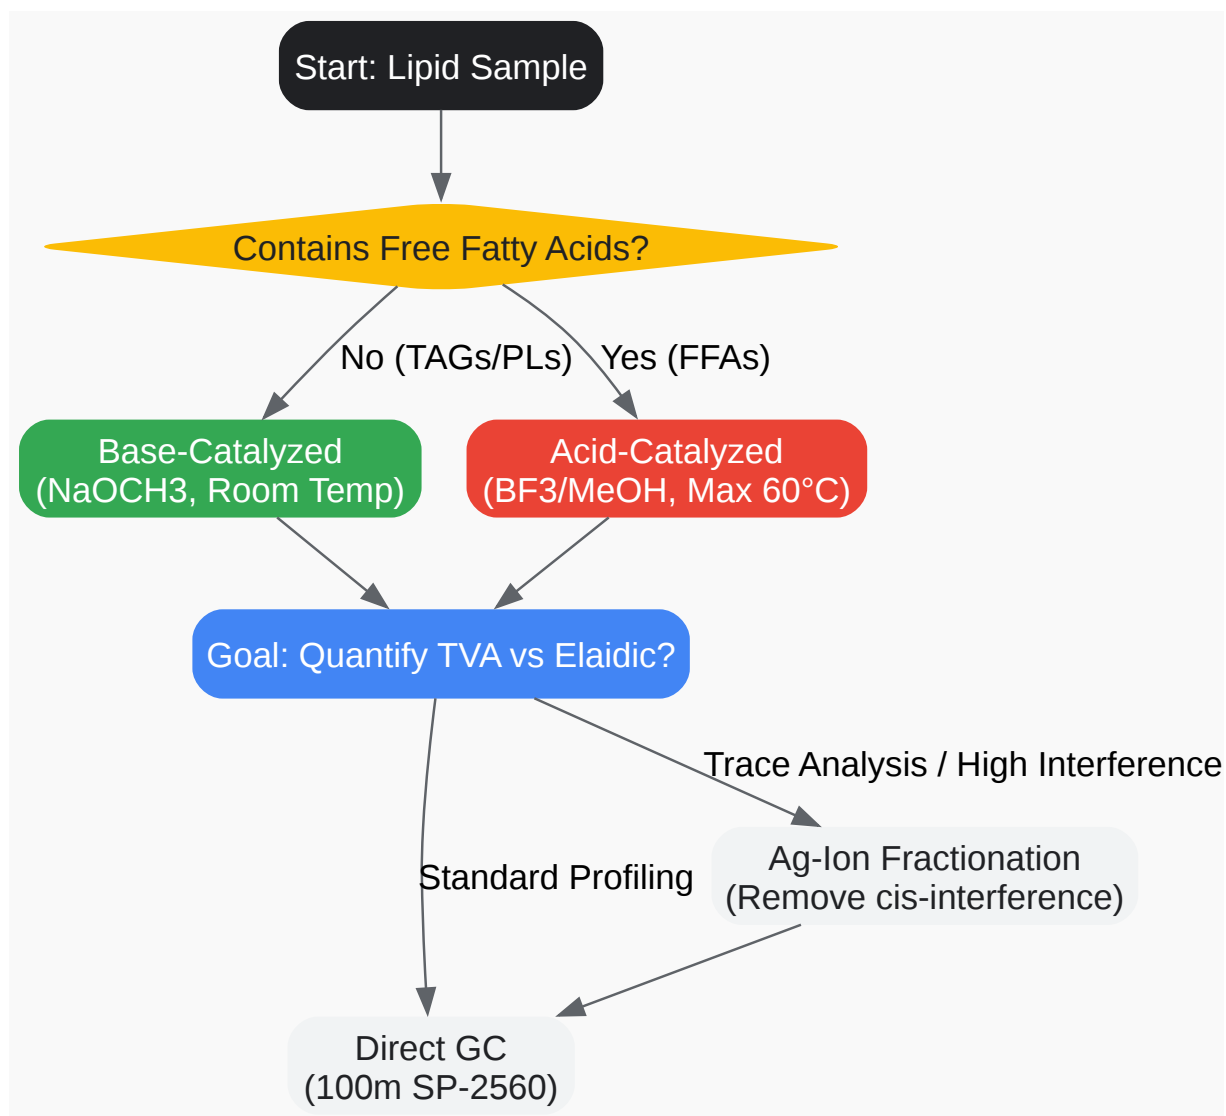 Start: Lipid Sample
Contains Free Fatty Acids?
No (TAGs/PLs)
Yes (FFAs)
Base-Catalyzed
(NaOCH3, Room Temp)
Acid-Catalyzed
(BF3/MeOH, Max 60°C)
Goal: Quantify TVA vs Elaidic?
Trace Analysis / High Interference
Standard Profiling
Ag-Ion Fractionation
(Remove cis-interference)
Direct GC
(100m SP-2560)